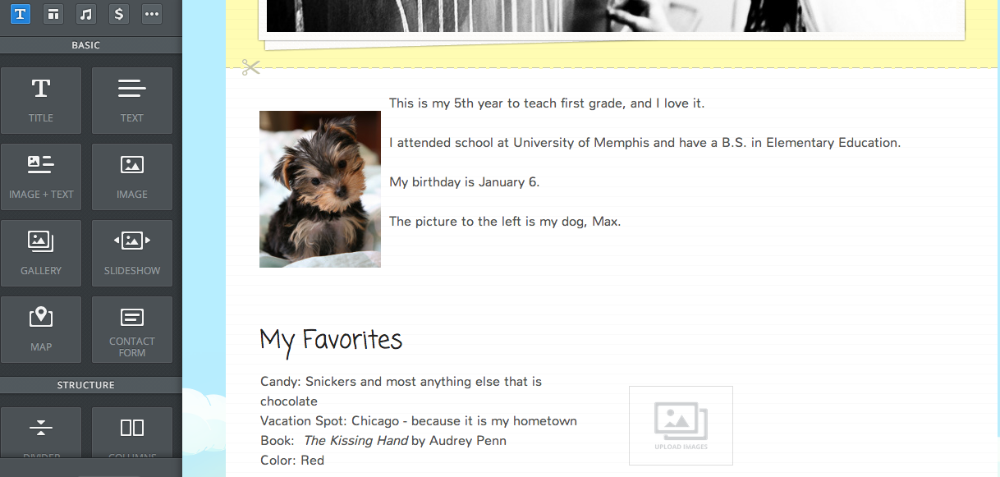 T
$
BASIC
T
TITLE
TEXT
IMAGE + TEXT
IMAGE
GALLERY
SLIDESHOW
MAP
CONTACT
FORM
STRUCTURE
DIVIDER
COLUMNS
This is my 5th year to teach first grade, and I love it.
I attended school at University of Memphis and have a B.S. in Elementary Education.
My birthday is January 6.
The picture to the left is my dog, Max.
My Favorites
Candy: Snickers and most anything else that is
chocolate
Vacation Spot: Chicago - because it is my hometown
Book: The Kissing Hand by Audrey Penn
Color: Red
UPLOAD IMAGES